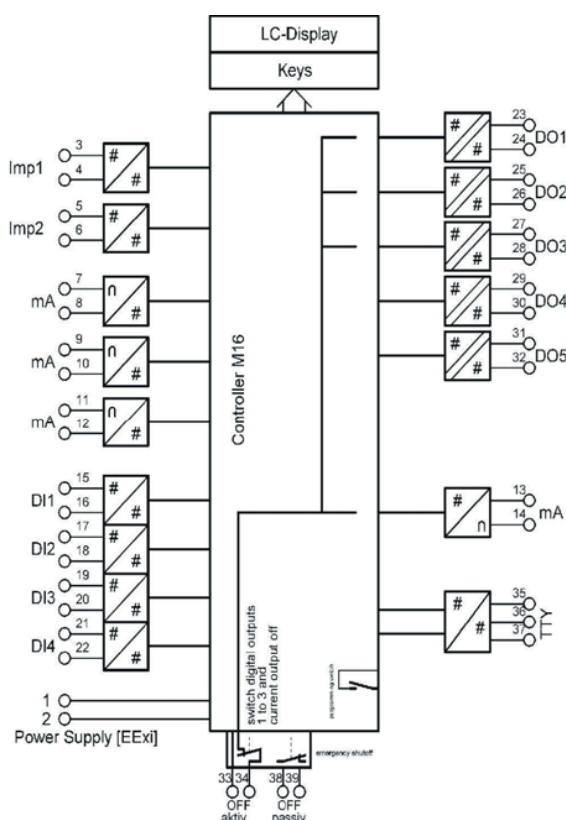 LC-Display
Keys
3
Imp1
4
5
Imp2
6
7
mA
8
9
mA
10
11
mA
12
15
DI1
16
17
DI2
18
19
DI3
20
21
DI4
22
1
2
Power Supply [EExi]
# #
# #
∩ #
∩ #
∩ #
# #
# #
# #
# #
Controller M16
switch digital outputs
1 to 3 and
current output off
programming switch
emergency shutoff
33 34 38 39
OFF OFF
aktiv passiv
# #
# #
# #
# #
# #
# ∩
# #
23
24 DO1
25
26 DO2
27
28 DO3
29
30 DO4
31
32 DO5
13
14 mA
35
36
37
TTY